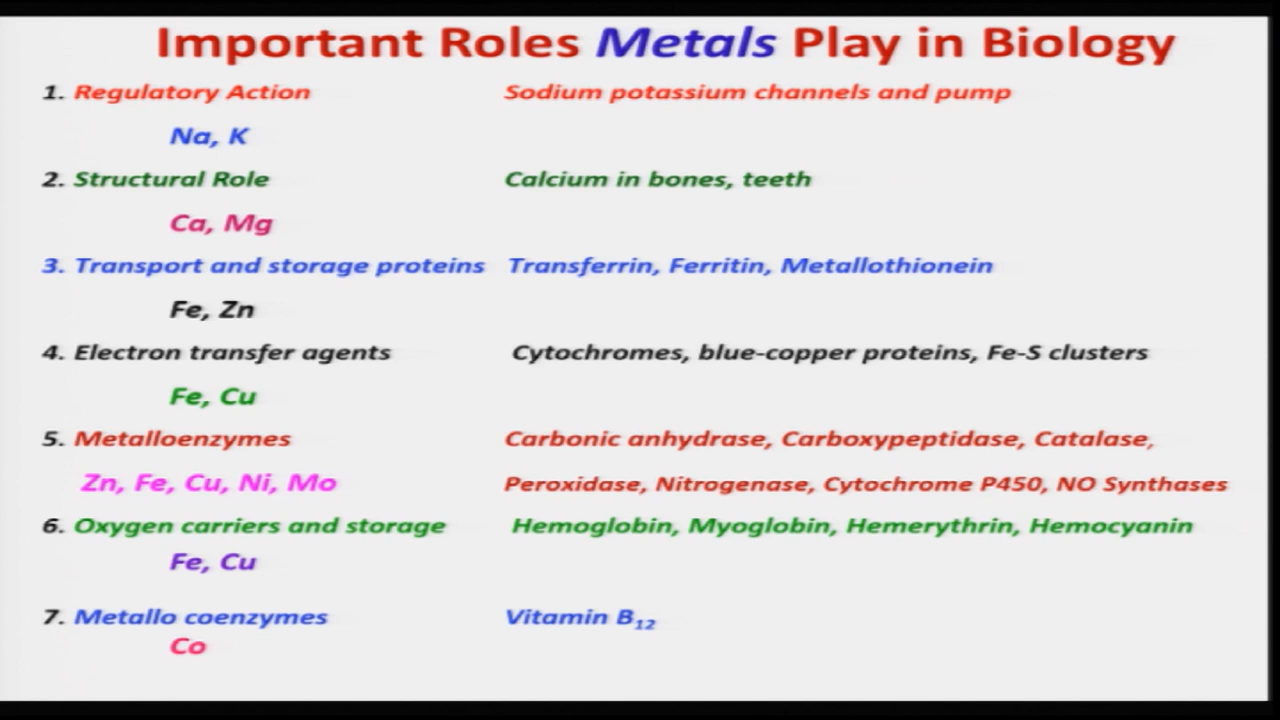 Important Roles Metals Play in Biology
1. Regulatory Action Sodium potassium channels and pump
Na, K
2. Structural Role Calcium in bones, teeth
Ca, Mg
3. Transport and storage proteins Transferrin, Ferritin, Metallothionein
Fe, Zn
4. Electron transfer agents Cytochromes, blue-copper proteins, Fe-S clusters
Fe, Cu
5. Metalloenzymes Carbonic anhydrase, Carboxypeptidase, Catalase,
Zn, Fe, Cu, Ni, Mo Peroxidase, Nitrogenase, Cytochrome P450, NO Synthases
6. Oxygen carriers and storage Hemoglobin, Myoglobin, Hemerythrin, Hemocyanin
Fe, Cu
7. Metallo coenzymes Vitamin B12
Co